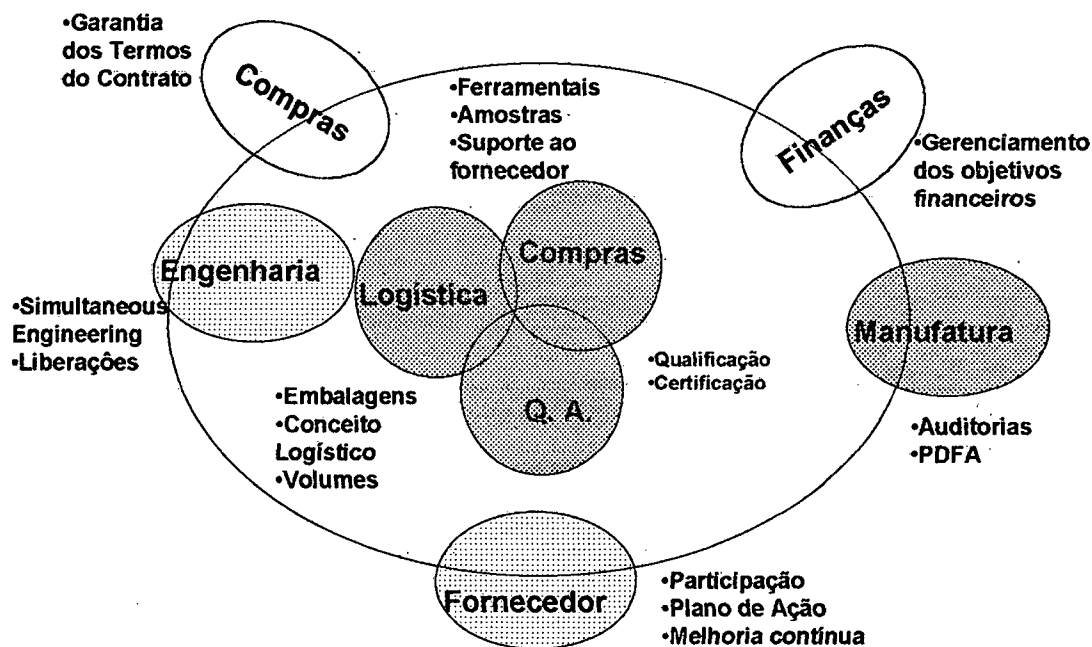 •Garantia
dos Termos
do Contrato
Compras
•Ferramentais
•Amostras
•Suporte ao
fornecedor
Finanças
•Gerenciamento
dos objetivos
financeiros
Engenharia
•Simultaneous
Engineering
•Liberações
Logística
Compras
Q. A.
•Embalagens
•Conceito
Logístico
•Volumes
•Qualificação
•Certificação
Manufatura
•Auditorias
•PDFA
Fornecedor
•Participação
•Plano de Ação
•Melhoria contínua